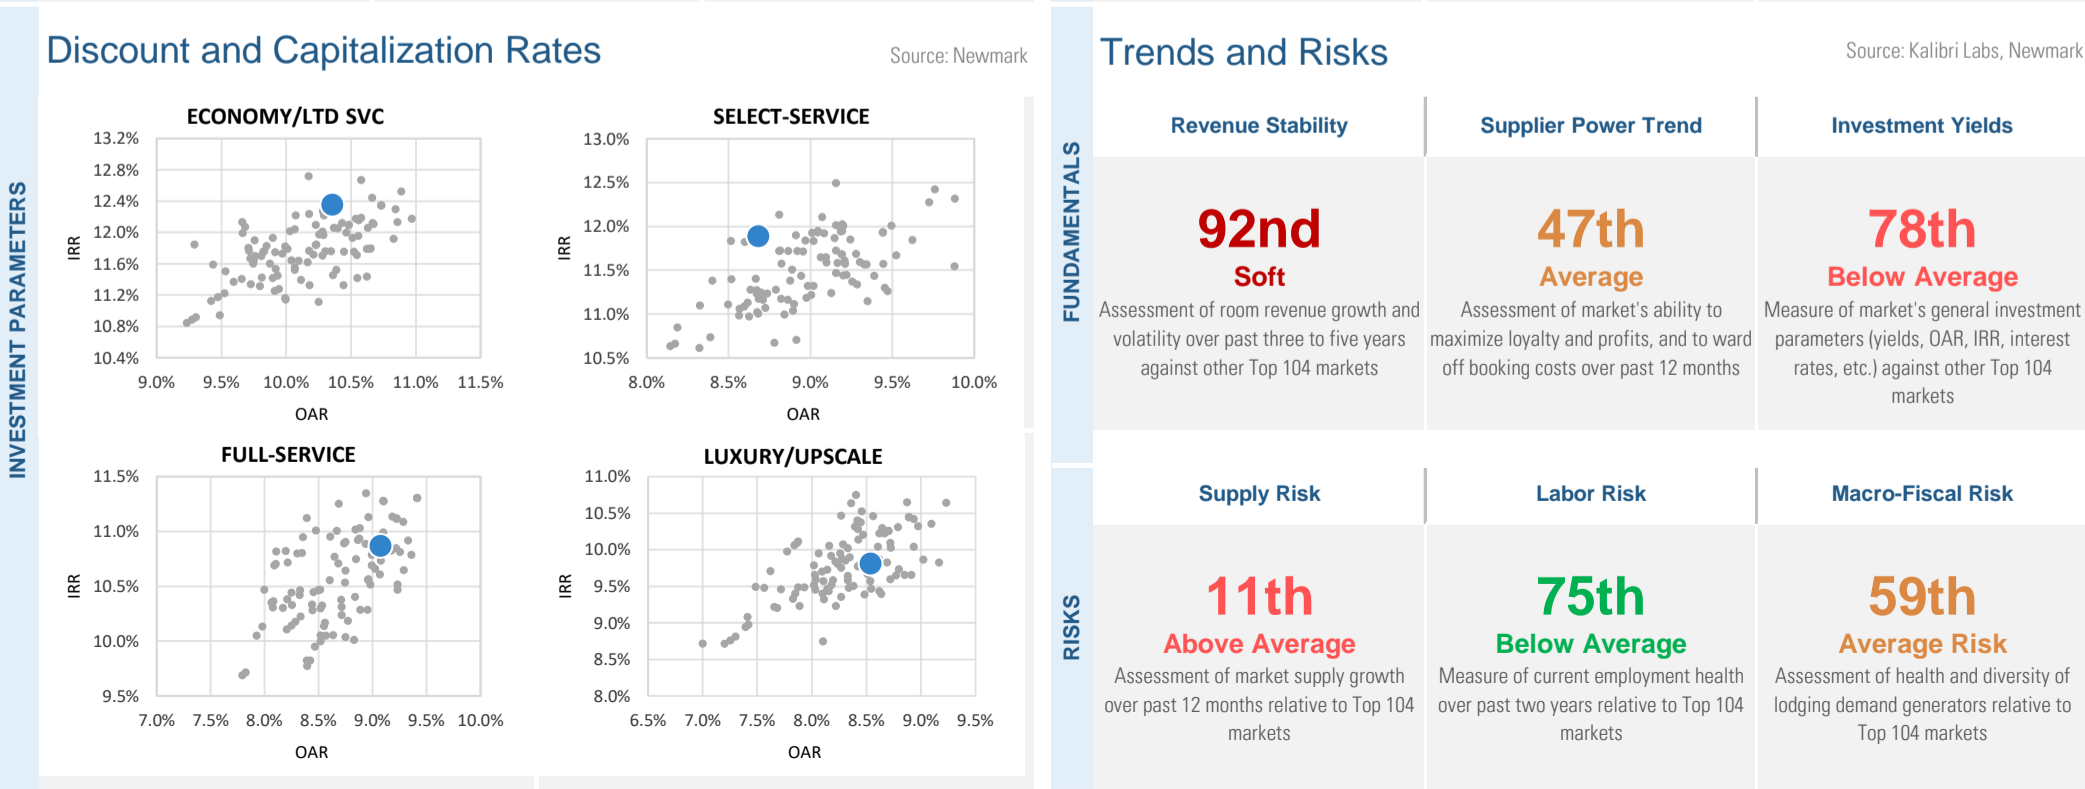 INVESTMENT PARAMETERS
Discount and Capitalization Rates
Source: Newmark
ECONOMY/LTD SVC
13.2%
12.8%
12.4%
12.0%
11.6%
11.2%
10.8%
10.4%
IRR
9.0% 9.5% 10.0% 10.5% 11.0% 11.5%
OAR
SELECT-SERVICE
13.0%
12.5%
12.0%
11.5%
11.0%
10.5%
IRR
8.0% 8.5% 9.0% 9.5% 10.0%
OAR
FULL-SERVICE
11.5%
11.0%
10.5%
10.0%
9.5%
IRR
7.0% 7.5% 8.0% 8.5% 9.0% 9.5% 10.0%
OAR
LUXURY/UPSCALE
11.0%
10.5%
10.0%
9.5%
9.0%
8.5%
8.0%
IRR
6.5% 7.0% 7.5% 8.0% 8.5% 9.0% 9.5%
OAR
Trends and Risks
Source: Kalibri Labs, Newmark
FUNDAMENTALS
Revenue Stability
92nd
Soft
Assessment of room revenue growth and
volatility over past three to five years
against other Top 104 markets
Supplier Power Trend
47th
Average
Assessment of market's ability to
maximize loyalty and profits, and to ward
off booking costs over past 12 months
Investment Yields
78th
Below Average
Measure of market's general investment
parameters (yields, OAR, IRR, interest
rates, etc.) against other Top 104
markets
RISKS
Supply Risk
11th
Above Average
Assessment of market supply growth
over past 12 months relative to Top 104
markets
Labor Risk
75th
Below Average
Measure of current employment health
over past two years relative to Top 104
markets
Macro-Fiscal Risk
59th
Average Risk
Assessment of health and diversity of
lodging demand generators relative to
Top 104 markets